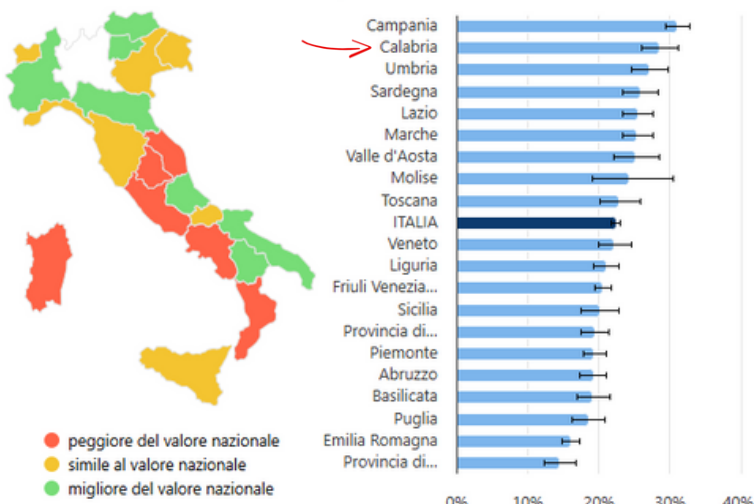 Campania
Calabria
Umbria
Sardegna
Lazio
Marche
Valle d'Aosta
Molise
Toscana
ITALIA
Veneto
Liguria
Friuli Venezia...
Sicilia
Provincia di...
Piemonte
Abruzzo
Basilicata
Puglia
Emilia Romagna
Provincia di...
peggiore del valore nazionale
simile al valore nazionale
migliore del valore nazionale
0% 10% 20% 30% 40%